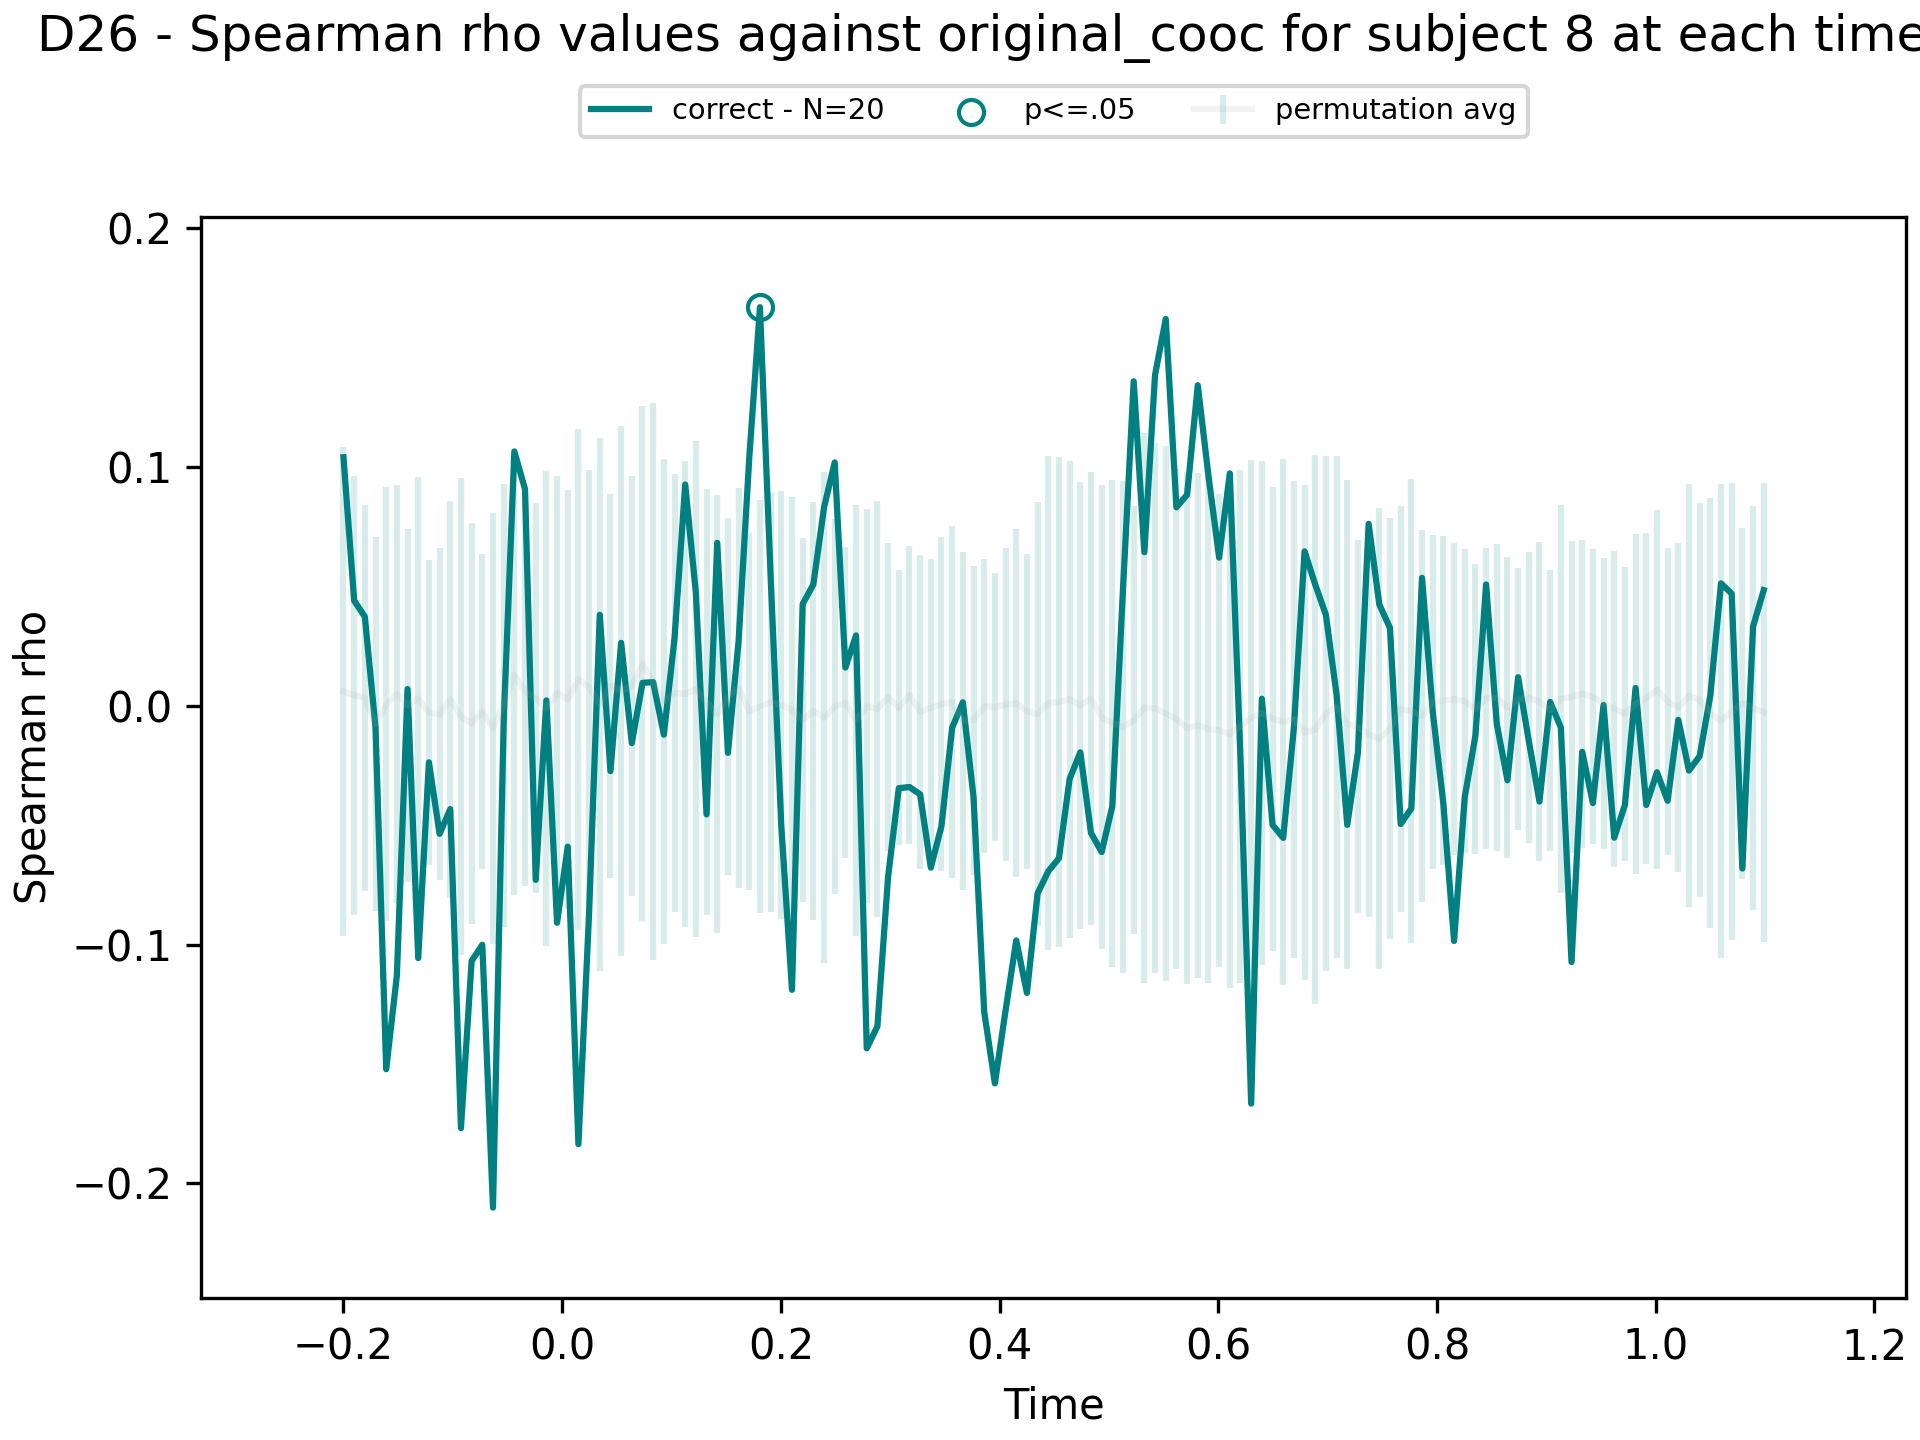 D26 - Spearman rho values against original_cooc for subject 8 at each time
correct - N=20
p<=.05
permutation avg
Spearman rho
0.2
0.1
0.0
−0.1
−0.2
−0.2
0.0
0.2
0.4
0.6
0.8
1.0
1.2
Time